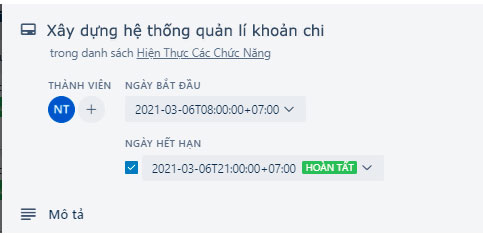 Xây dựng hệ thống quản lí khoản chi
trong danh sách Hiện Thực Các Chức Năng
THÀNH VIÊN
NT +
NGÀY BẮT ĐẦU
2021-03-06T08:00:00+07:00
NGÀY HẾT HẠN
2021-03-06T21:00:00+07:00 HOÀN TẤT
Mô tả